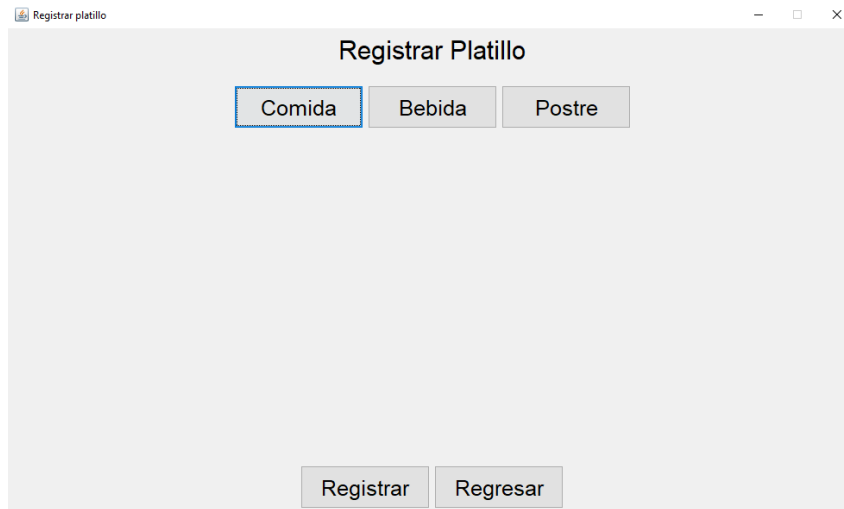 Registrar platillo
Registrar Platillo
Comida Bebida Postre
Registrar Regresar